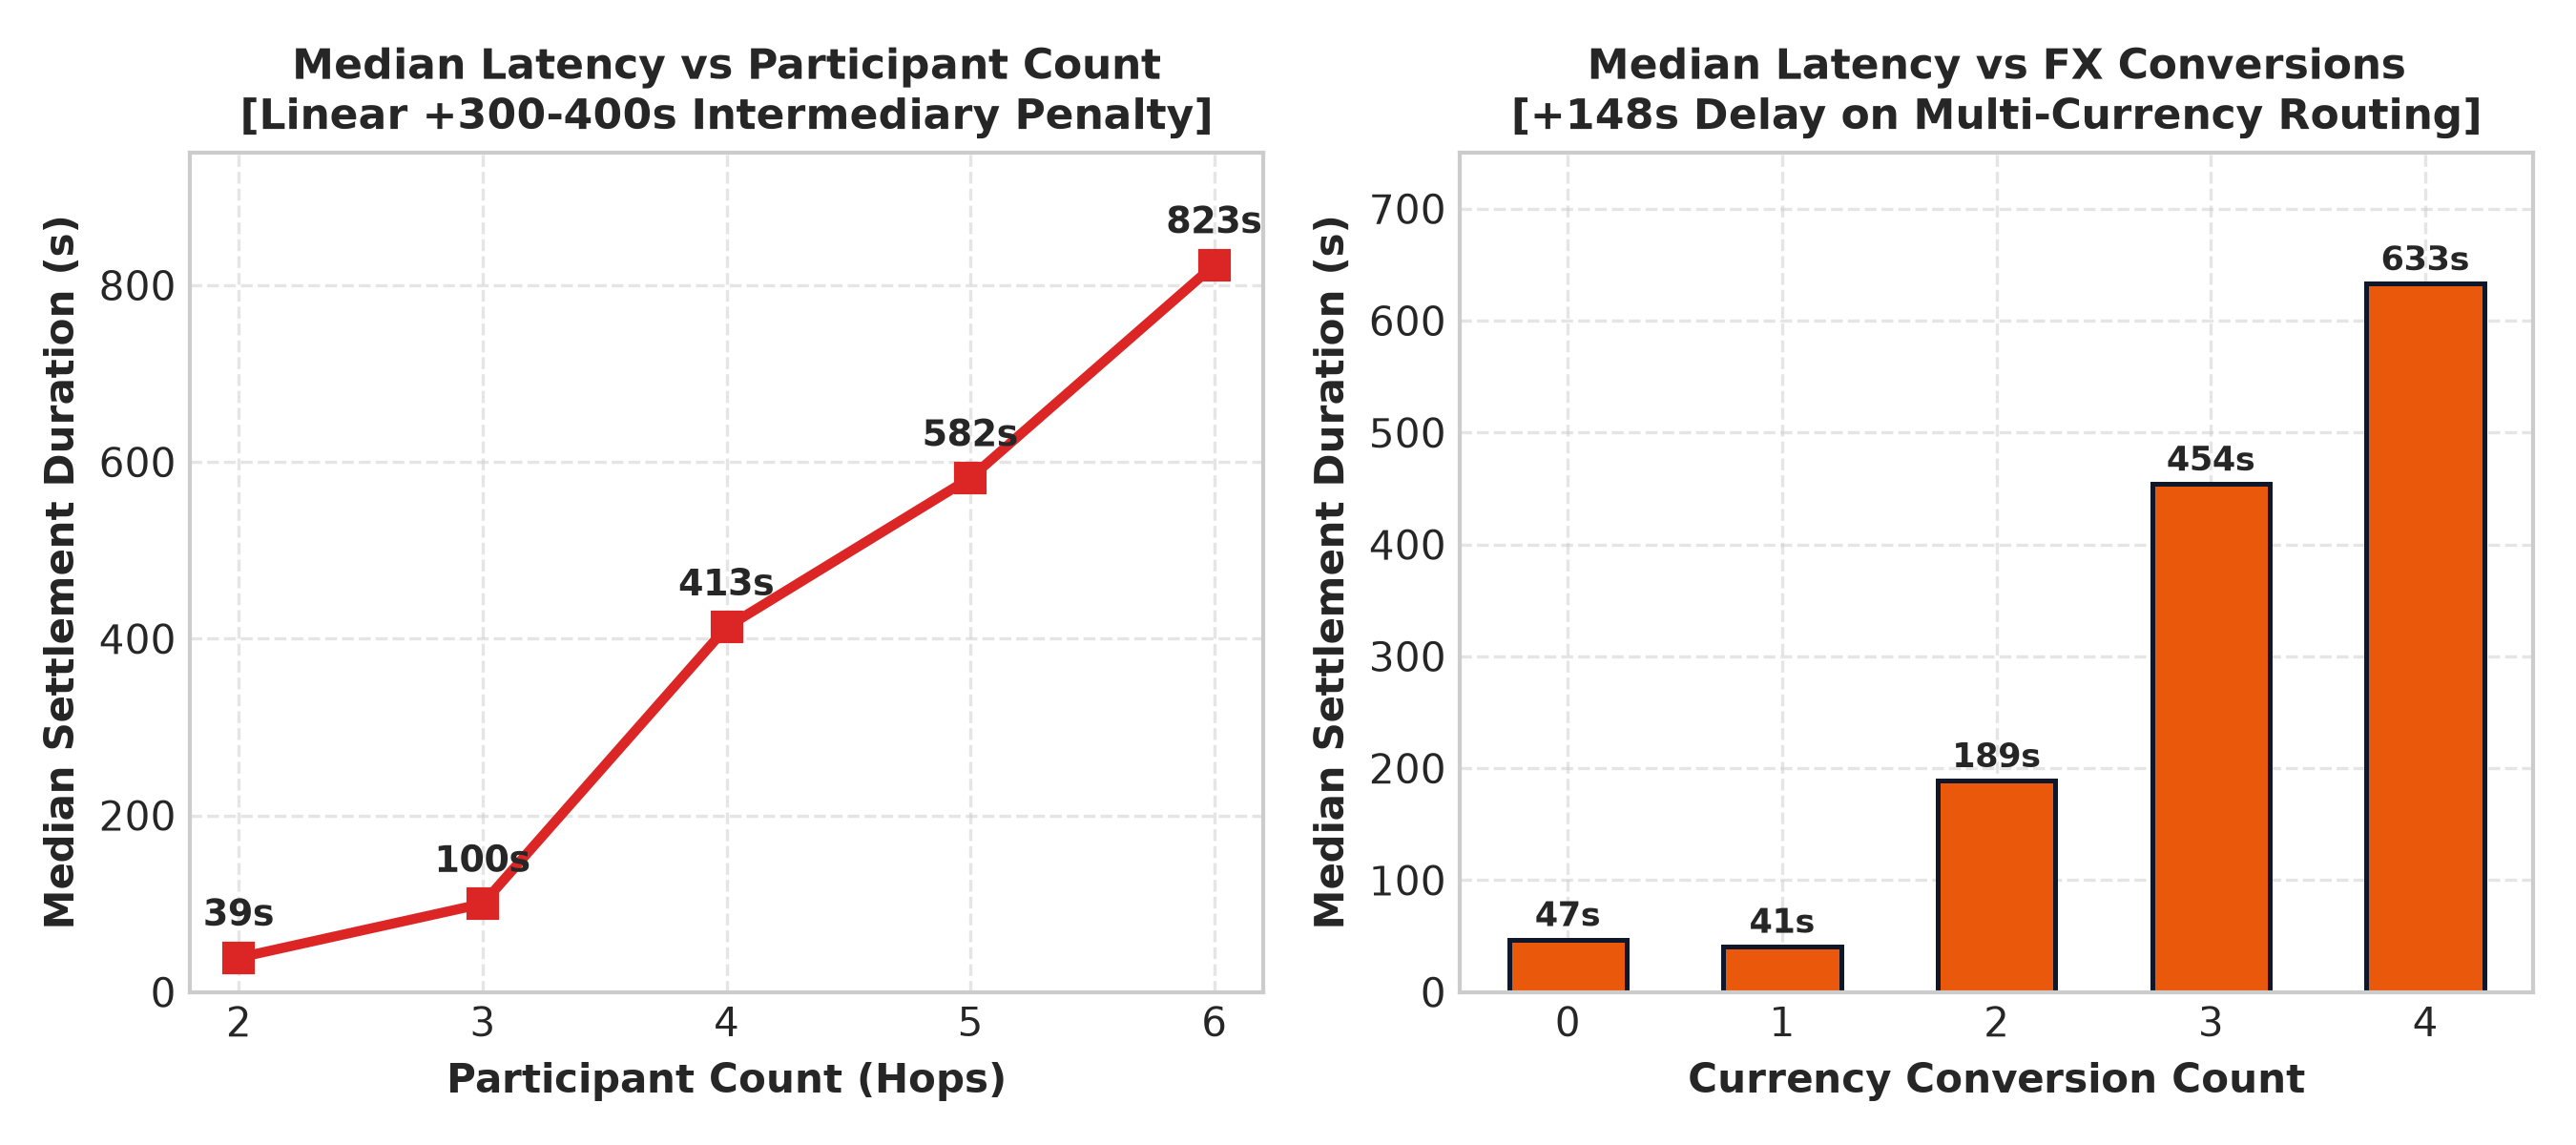 Median Latency vs Participant Count
[Linear +300-400s Intermediary Penalty]
Median Settlement Duration (s)
800
600
400
200
0
39s
100s
413s
582s
823s
2 3 4 5 6
Participant Count (Hops)
Median Latency vs FX Conversions
[+148s Delay on Multi-Currency Routing]
Median Settlement Duration (s)
700
600
500
400
300
200
100
0
47s
41s
189s
454s
633s
0 1 2 3 4
Currency Conversion Count